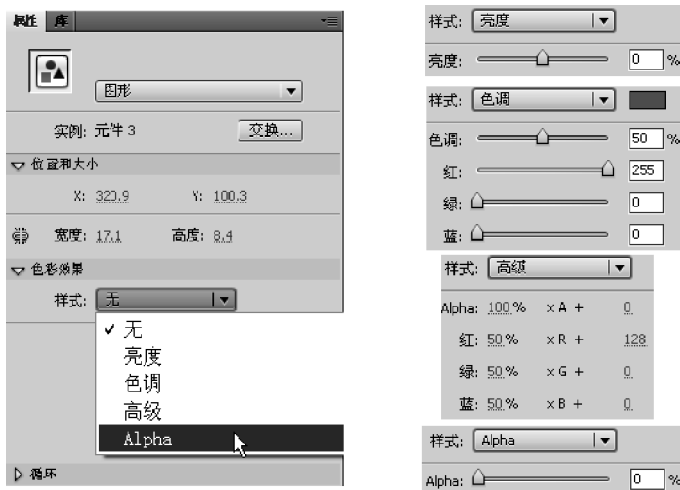 属性 库
图形
实例: 元件 3 交换...
位置和大小
X: 323.9 Y: 100.3
宽度: 17.1 高度: 8.4
色彩效果
样式: 无
✓ 无
亮度
色调
高级
Alpha
循环
样式: 亮度
亮度: 0 %
样式: 色调
色调: 50 %
红: 255
绿: 0
蓝: 0
样式: 高级
Alpha: 100 % x A + 0
红: 50 % x R + 128
绿: 50 % x G + 0
蓝: 50 % x B + 0
样式: Alpha
Alpha: 0 %